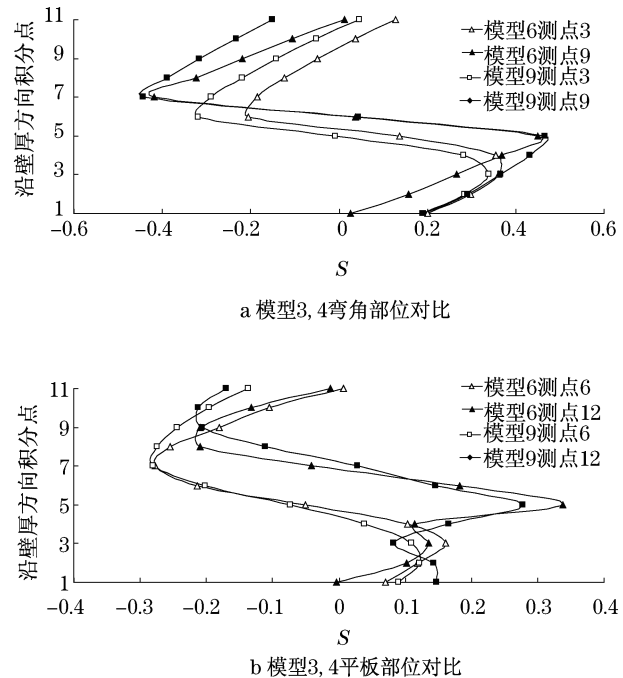 11
9
7
5
3
1
沿壁厚方向积分点
模型6测点3
模型6测点9
模型9测点3
模型9测点9
-0.6 -0.4 -0.2 0 0.2 0.4 0.6
S
a 模型3, 4弯角部位对比
11
9
7
5
3
1
沿壁厚方向积分点
模型6测点6
模型6测点12
模型9测点6
模型9测点12
-0.4 -0.3 -0.2 -0.1 0 0.1 0.2 0.3 0.4
S
b 模型3, 4平板部位对比